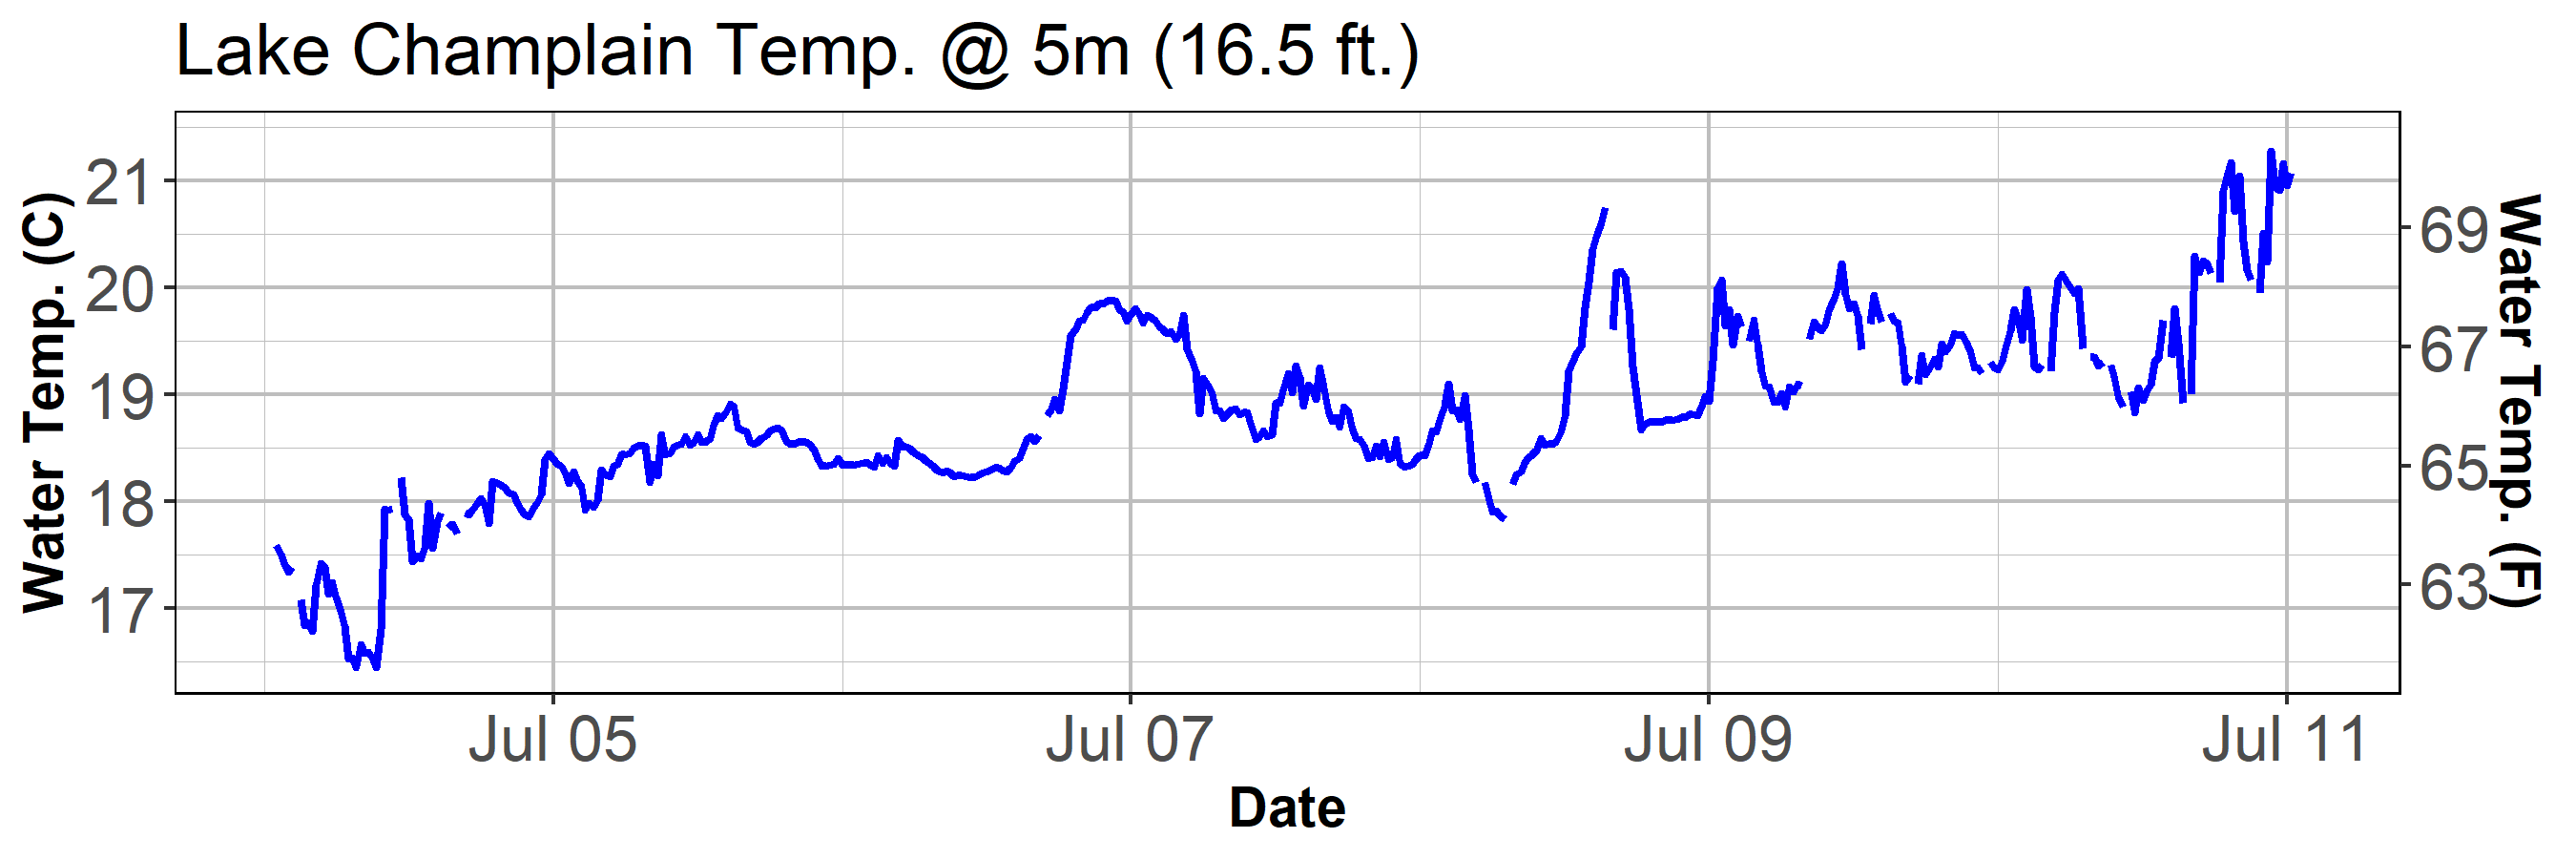 Lake Champlain Temp. @ 5m (16.5 ft.)
Water Temp. (C)
21
20
19
18
17
69
67
65
63
Water Temp. (F)
Jul 05 Jul 07 Jul 09 Jul 11
Date